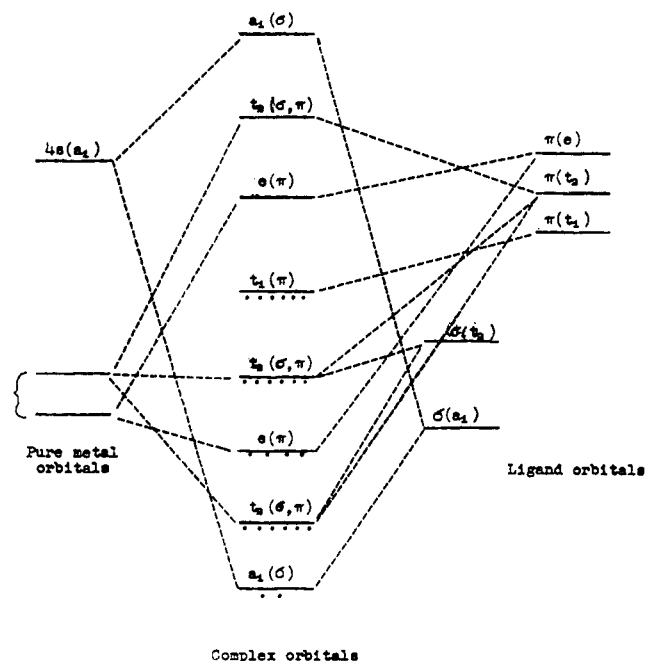 a₁(σ)
t₂(σ,π)
4s(a₁)
π(e)
e(π)
π(t₂)
π(t₁)
t₁(π)
σ(t₂)
t₂(σ,π)
σ(a₁)
e(π)
Pure metal
orbitals
Ligand orbitals
t₂(σ,π)
a₁(σ)
Complex orbitals